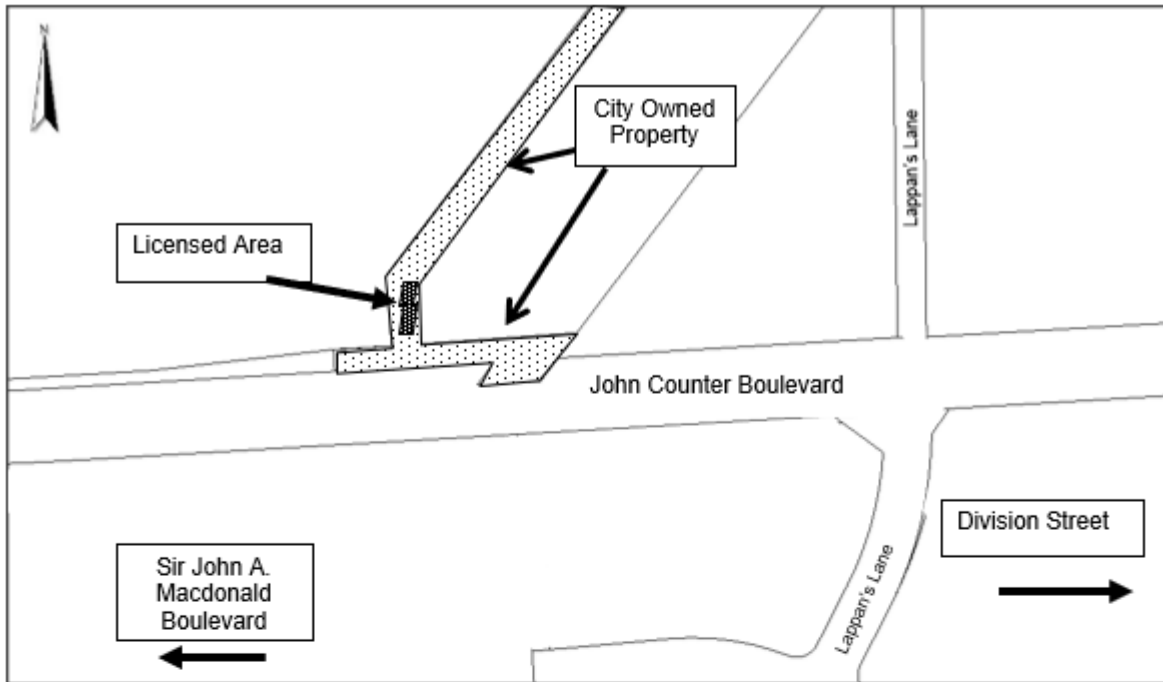 N
City Owned
Property
Lappan's Lane
Licensed Area
John Counter Boulevard
Division Street
Sir John A.
Macdonald
Boulevard
Lappan's Lane